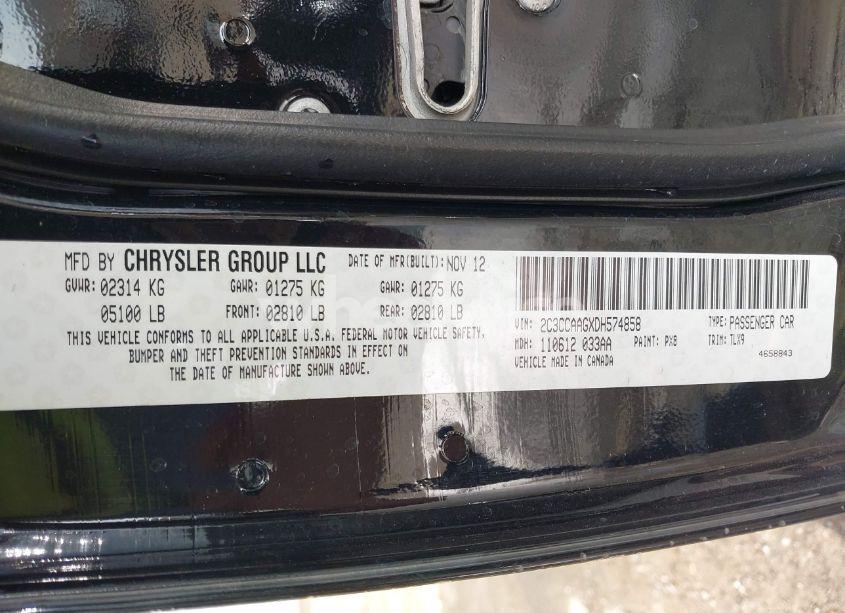 MFD BY CHRYSLER GROUP LLC
DATE OF MFR(BUILT): NOV 12
GVWR: 02314 KG GAWR: 01275 KG GAWR: 01275 KG
05100 LB FRONT: 02810 LB REAR: 02810 LB
THIS VEHICLE CONFORMS TO ALL APPLICABLE U.S.A. FEDERAL MOTOR VEHICLE SAFETY,
BUMPER AND THEFT PREVENTION STANDARDS IN EFFECT ON
THE DATE OF MANUFACTURE SHOWN ABOVE.
VIN: 2C3CCAAGXDH574858 TYPE: PASSENGER CAR
MDH: 110612 033AA PAINT: PX8 TRIM: TLX9
VEHICLE MADE IN CANADA
4658843